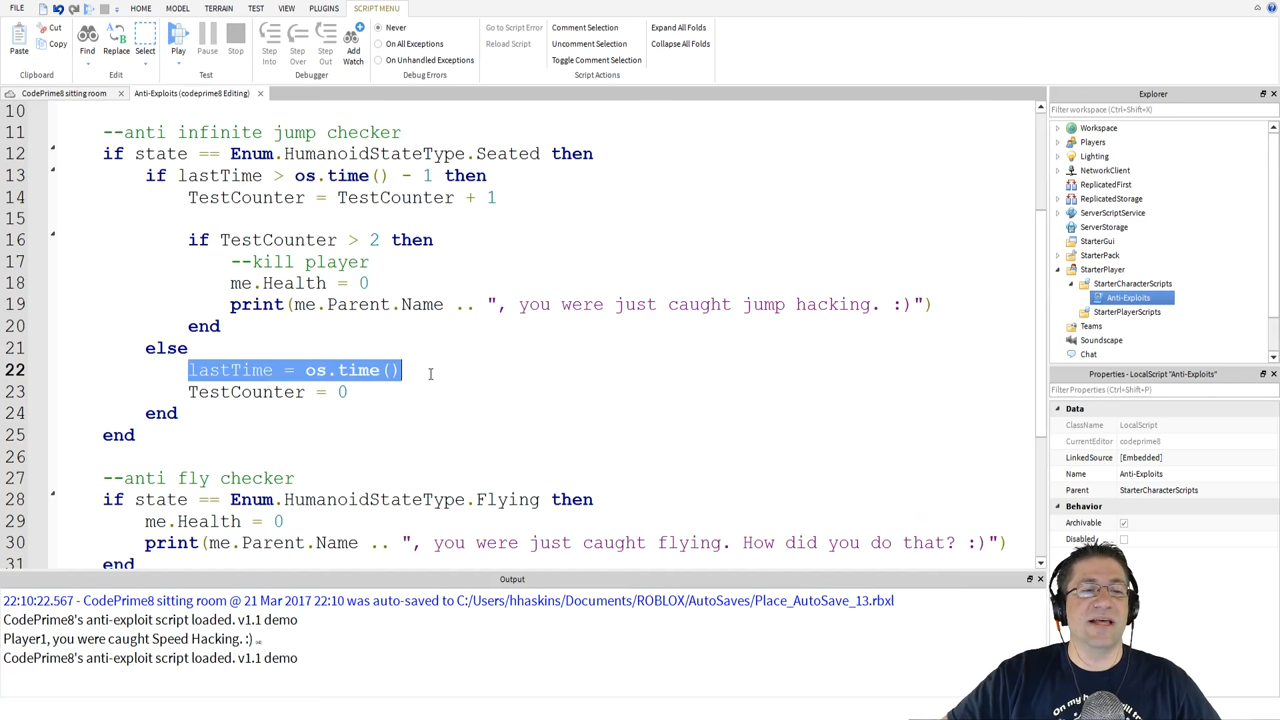 FILE HOME MODEL TERRAIN TEST VIEW PLUGINS SCRIPT MENU
Paste
Cut
Copy
Clipboard
Find
Replace
Select
Edit
Play
Pause
Stop
Test
Step Into
Step Over
Step Out
Add Watch
Debugger
Never
On All Exceptions
On Unhandled Exceptions
Debug Errors
Go to Script Error
Reload Script
Comment Selection
Uncomment Selection
Toggle Comment Selection
Expand All Folds
Collapse All Folds
Script Actions
CodePrime8 sitting room x
Anti-Exploits (codeprime8 Editing) x
10
11 --anti infinite jump checker
12 if state == Enum.HumanoidStateType.Seated then
13 if lastTime > os.time() - 1 then
14 TestCounter = TestCounter + 1
15
16 if TestCounter > 2 then
17 --kill player
18 me.Health = 0
19 print(me.Parent.Name .. ", you were just caught jump hacking. :)")
20 end
21 else
22 lastTime = os.time()
23 TestCounter = 0
24 end
25 end
26
27 --anti fly checker
28 if state == Enum.HumanoidStateType.Flying then
29 me.Health = 0
30 print(me.Parent.Name .. ", you were just caught flying. How did you do that? :)")
31 end
Output
22:10:22.567 - CodePrime8 sitting room @ 21 Mar 2017 22:10 was auto-saved to C:/Users/hhaskins/Documents/ROBLOX/AutoSaves/Place_AutoSave_13.rbxl
CodePrime8's anti-exploit script loaded. v1.1 demo
Player1, you were caught Speed Hacking. :)
CodePrime8's anti-exploit script loaded. v1.1 demo
Explorer
Filter workspace (Ctrl+Shift+X)
Workspace
Players
Lighting
NetworkClient
ReplicatedFirst
ReplicatedStorage
ServerScriptService
ServerStorage
StarterGui
StarterPack
StarterPlayer
StarterCharacterScripts
Anti-Exploits
StarterPlayerScripts
Teams
Soundscape
Chat
Properties - LocalScript "Anti-Exploits"
Filter Properties (Ctrl+Shift+P)
Data
ClassName LocalScript
CurrentEditor codeprime8
LinkedSource [Embedded]
Name Anti-Exploits
Parent StarterCharacterScripts
Behavior
Archivable
Disabled